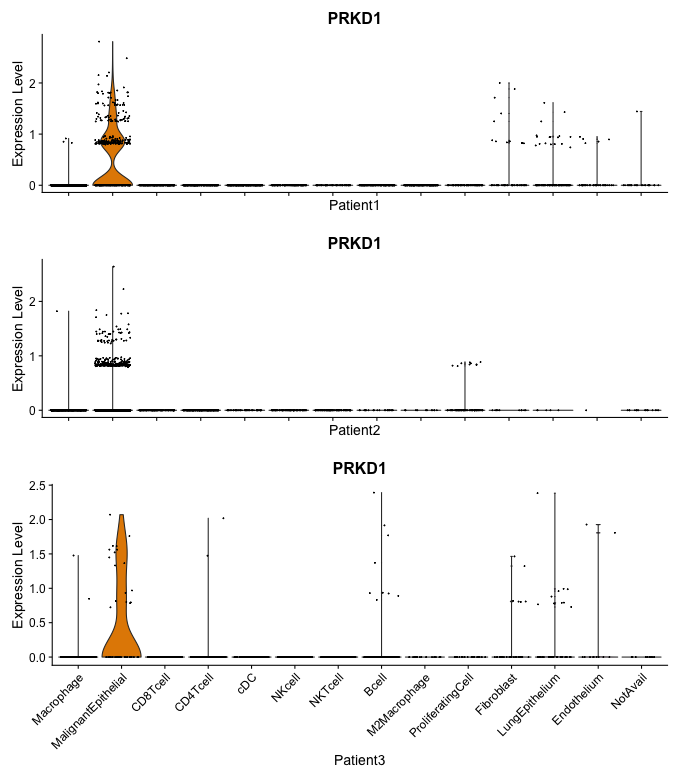 PRKD1
Expression Level
2
1
0
Patient1
PRKD1
Expression Level
2
1
0
Patient2
PRKD1
Expression Level
2.5
2.0
1.5
1.0
0.5
0.0
Macrophage
MalignantEpithelial
CD8Tcell
CD4Tcell
cDC
NKcell
NKTcell
Bcell
M2Macrophage
ProliferatingCell
Fibroblast
LungEpithelium
Endothelium
NotAvail
Patient3